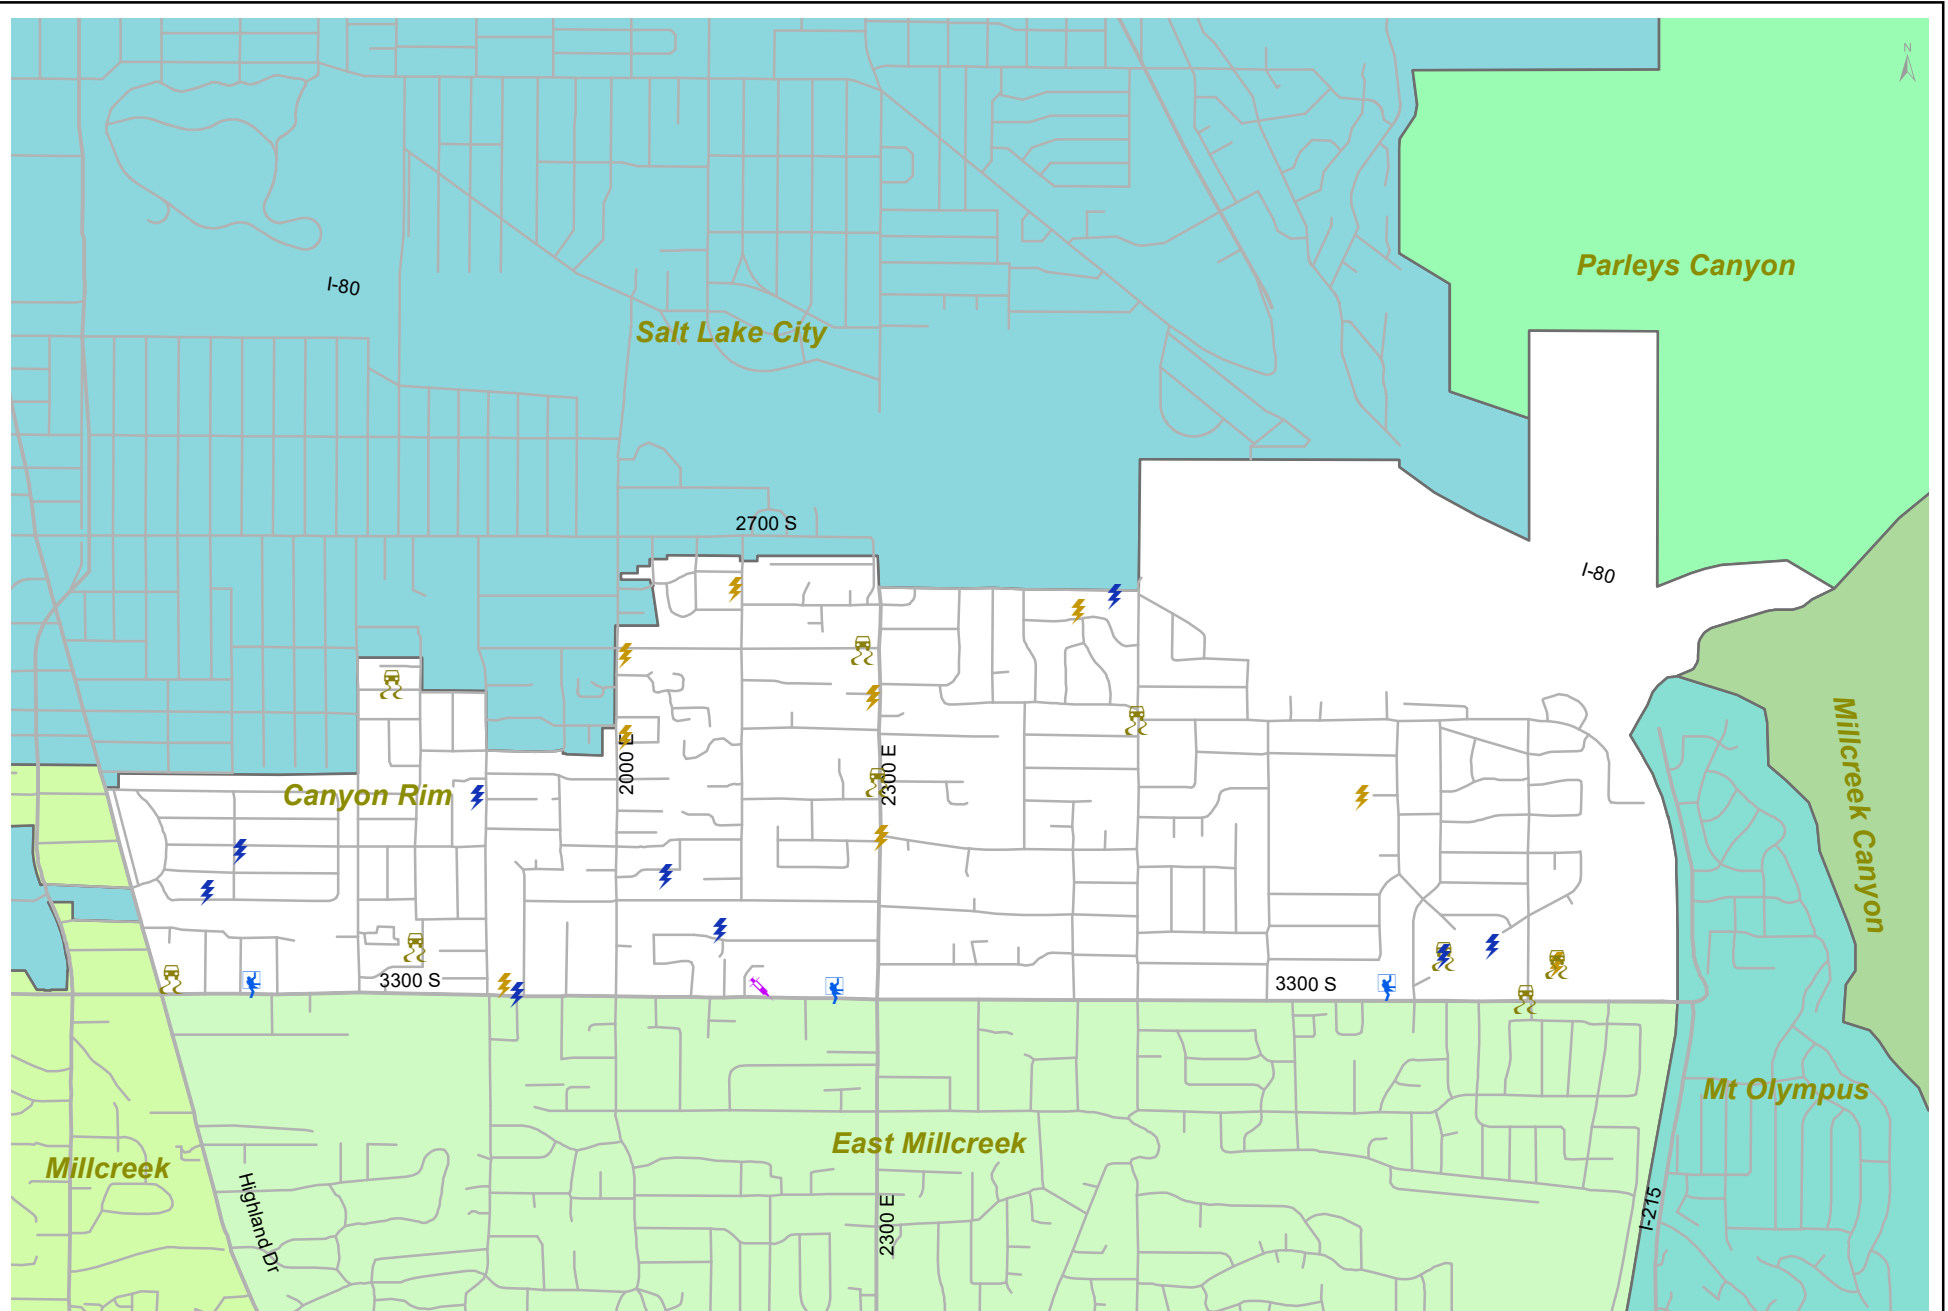 N
Parleys Canyon
I-80
Salt Lake City
2700 S
I-80
Millcreek Canyon
2000 E
2300 E
Canyon Rim
3300 S
3300 S
Mt Olympus
East Millcreek
Millcreek
Highland Dr
2300 E
I-215